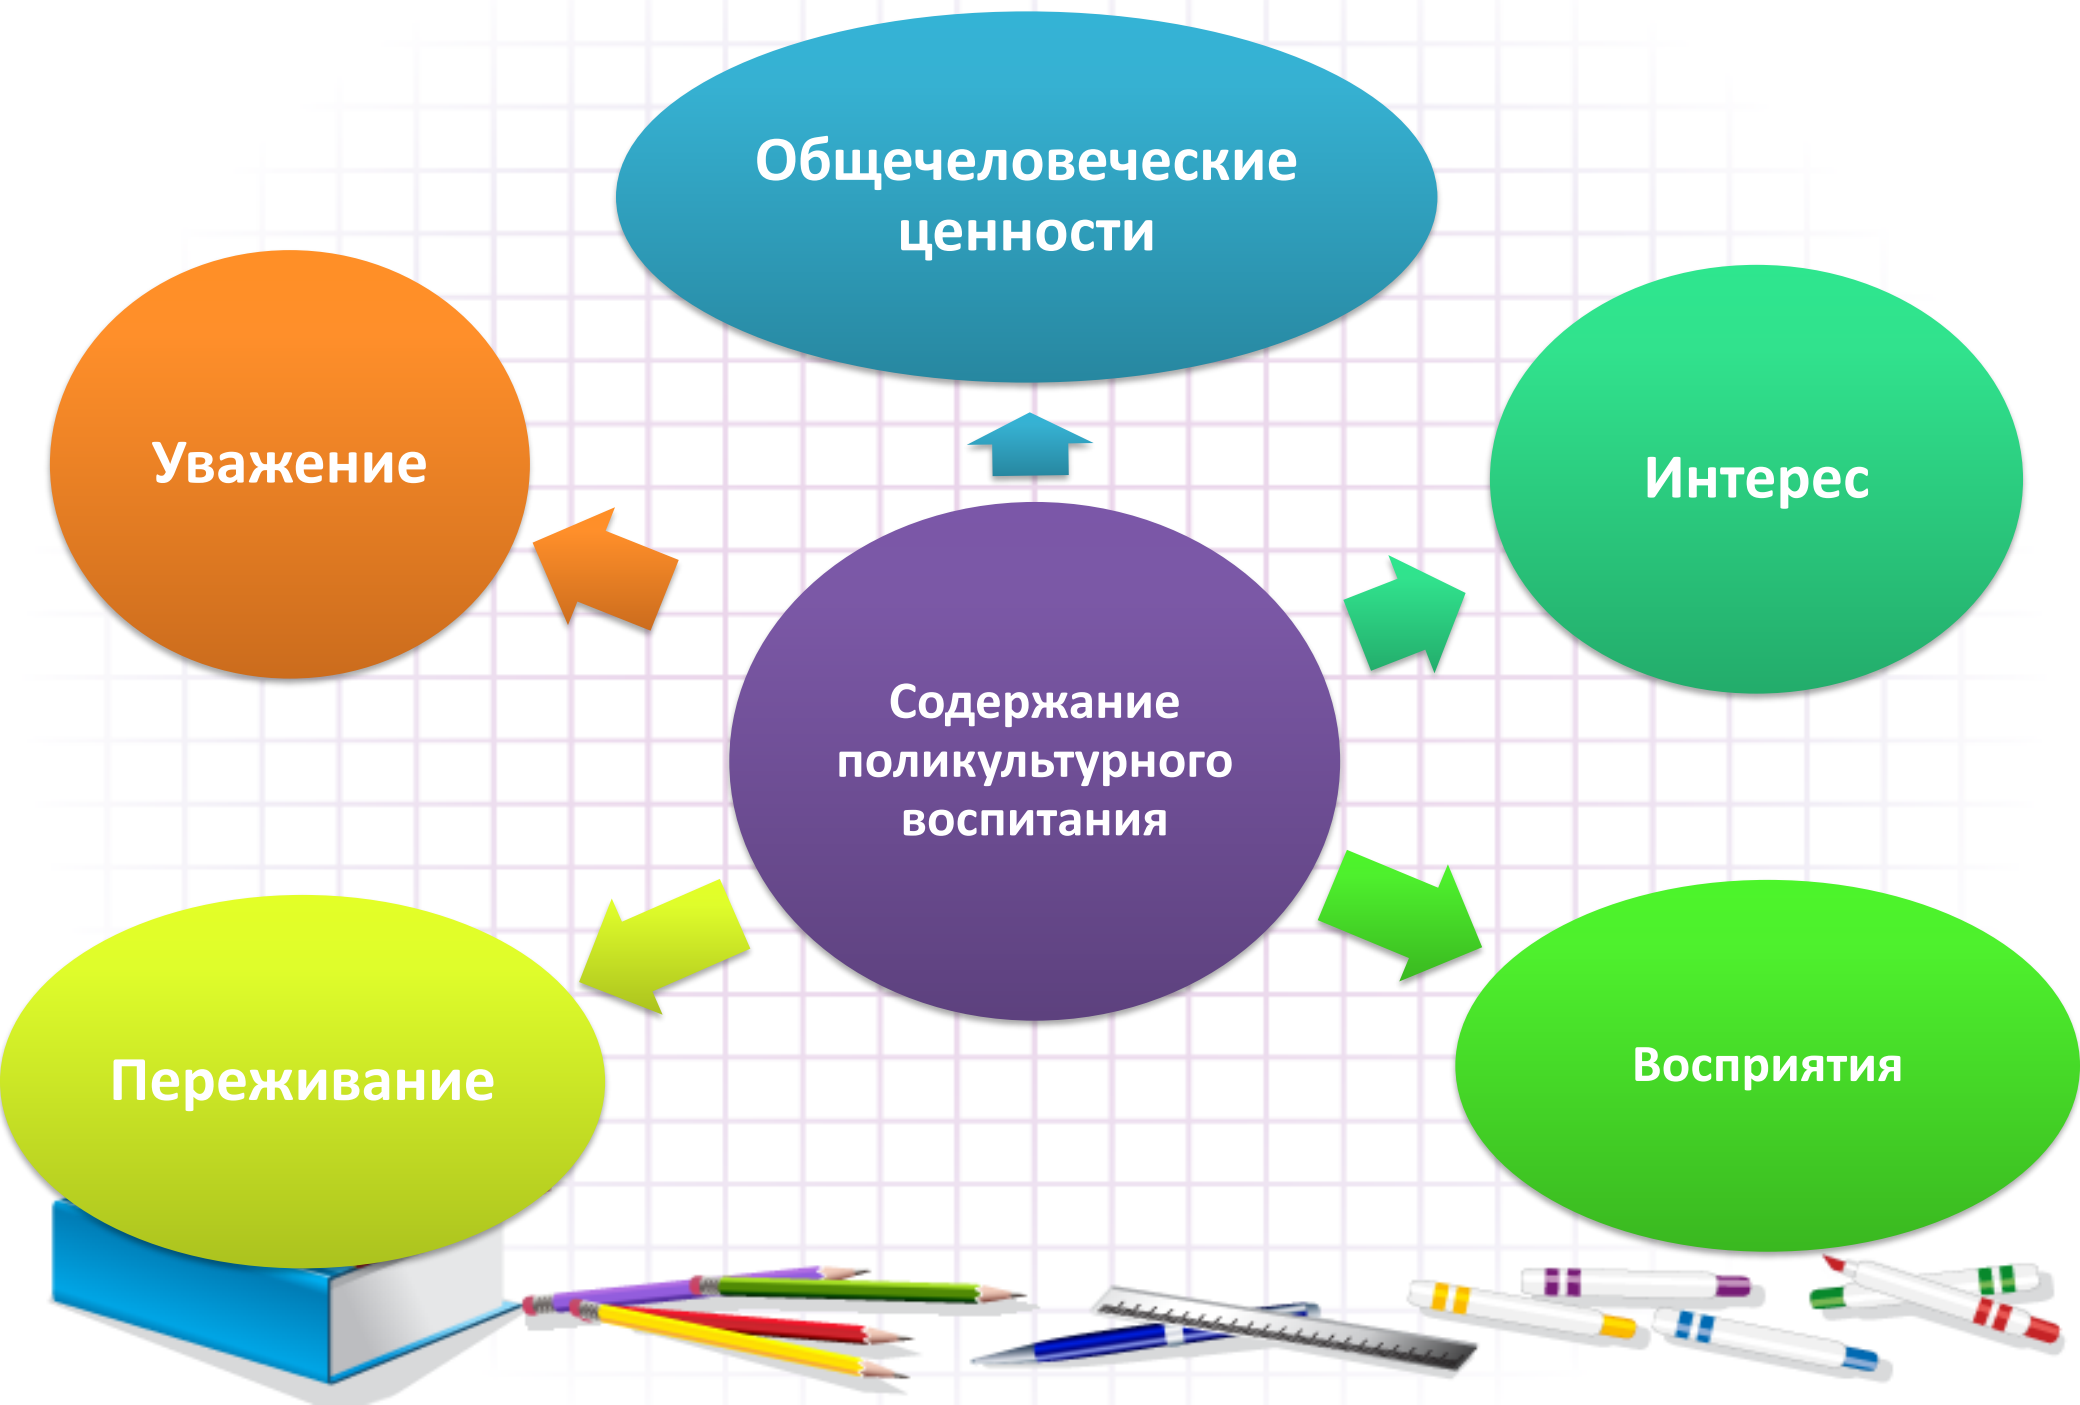 Общечеловеческие
ценности
Уважение
Интерес
Содержание
поликультурного
воспитания
Переживание
Восприятия